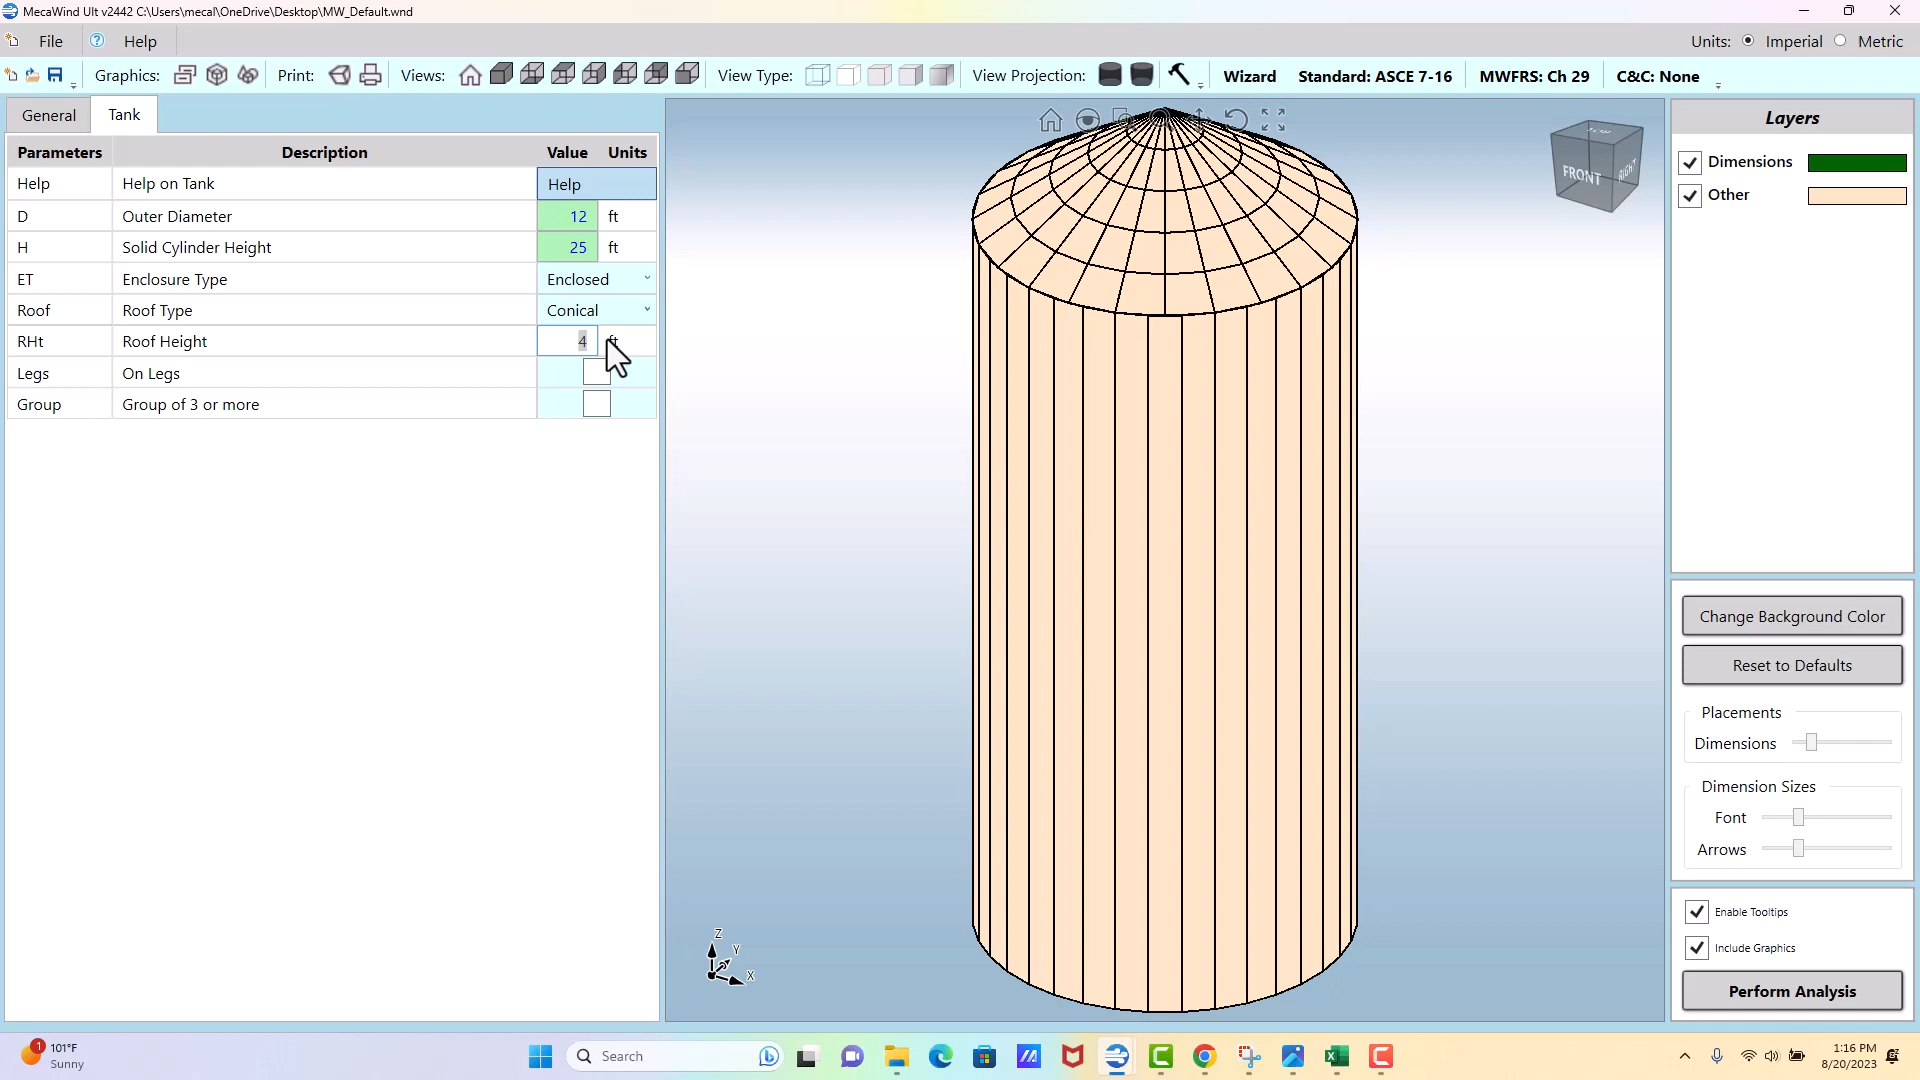 MecaWind Ult v2442 C:\Users\mecal\OneDrive\Desktop\MW_Default.wnd
File Help Units: Imperial Metric
Graphics: Print: Views: View Type: View Projection: Wizard Standard: ASCE 7-16 MWFRS: Ch 29 C&C: None
General Tank
Parameters Description Value Units
Help Help on Tank Help
D Outer Diameter 12 ft
H Solid Cylinder Height 25 ft
ET Enclosure Type Enclosed
Roof Roof Type Conical
RHt Roof Height 4 ft
Legs On Legs
Group Group of 3 or more
TOP
FRONT RIGHT
Z
Y
X
Layers
Dimensions
Other
Change Background Color
Reset to Defaults
Placements
Dimensions
Dimension Sizes
Font
Arrows
Enable Tooltips
Include Graphics
Perform Analysis
1 101°F
Sunny
Search
1:16 PM
8/20/2023